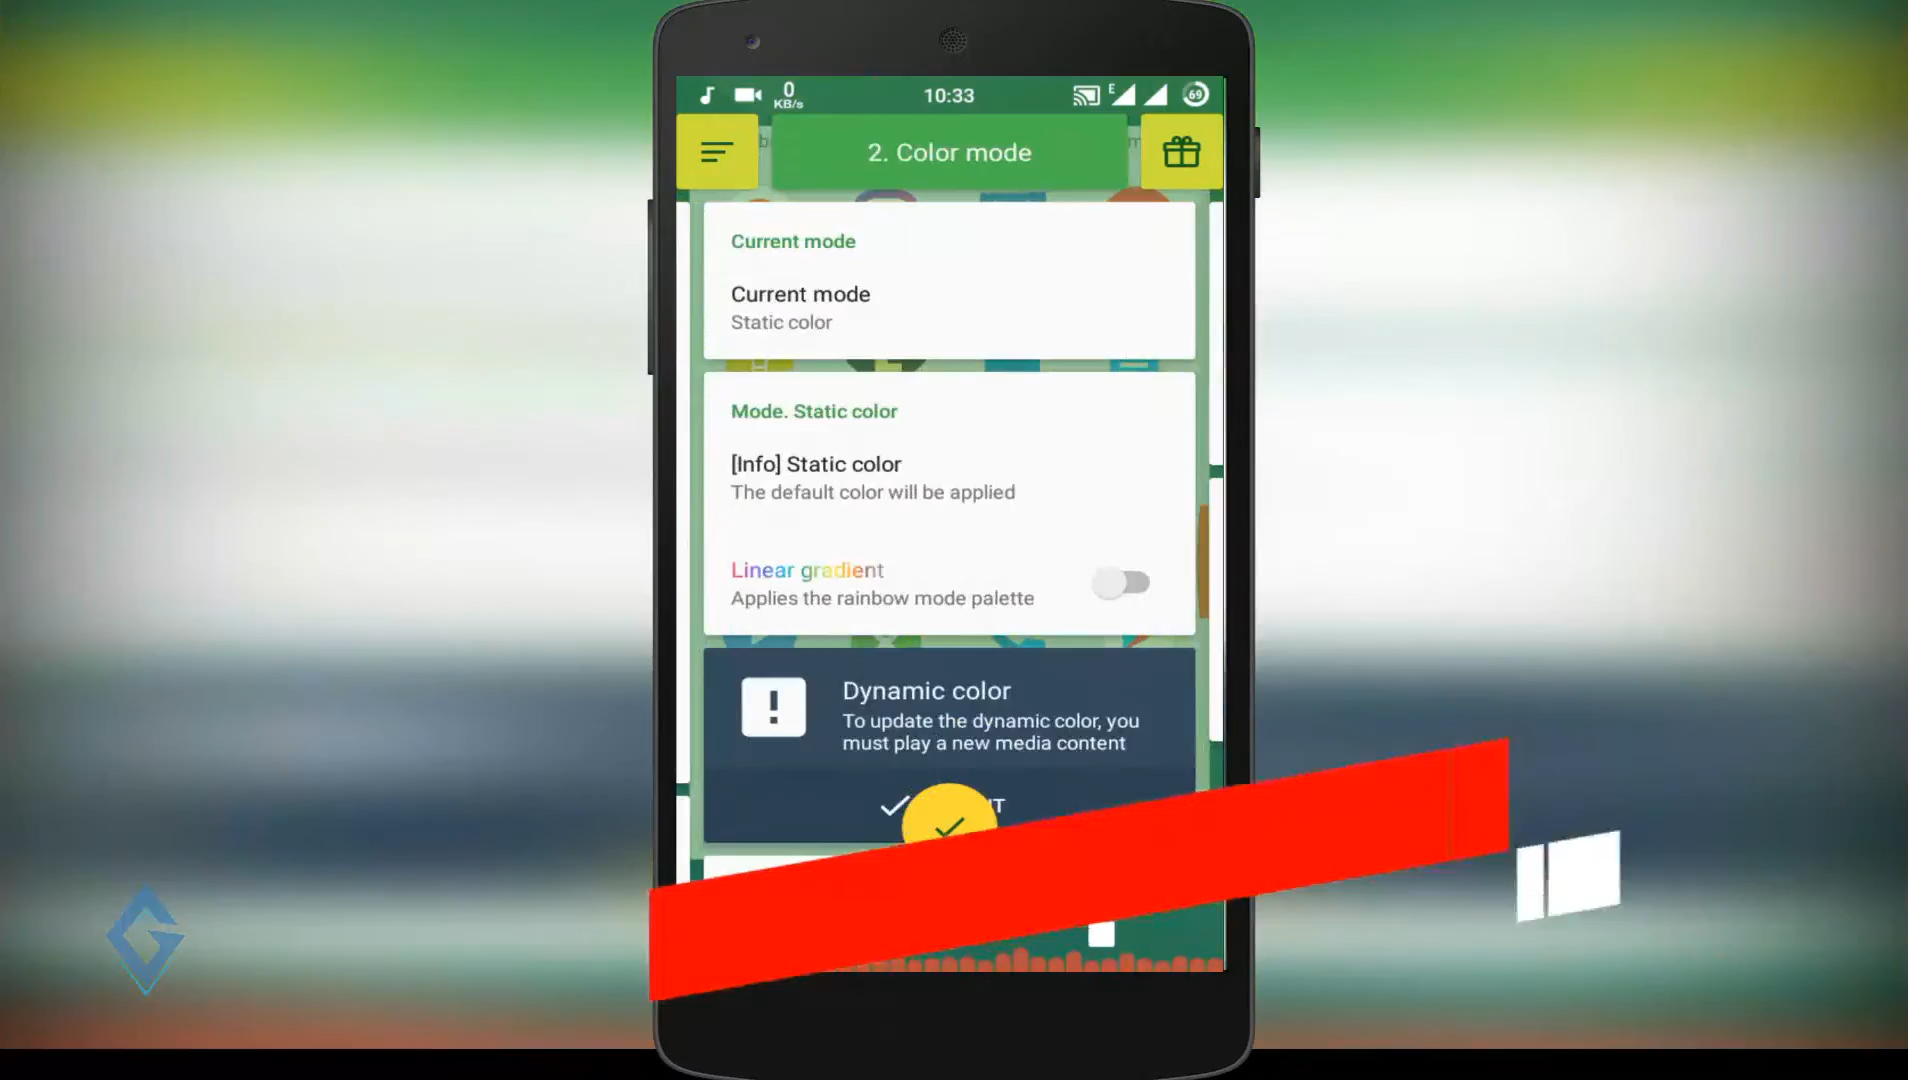 0
KB/s
10:33
E
69
2. Color mode
Current mode
Current mode
Static color
Mode. Static color
[Info] Static color
The default color will be applied
Linear gradient
Applies the rainbow mode palette
Dynamic color
To update the dynamic color, you
must play a new media content